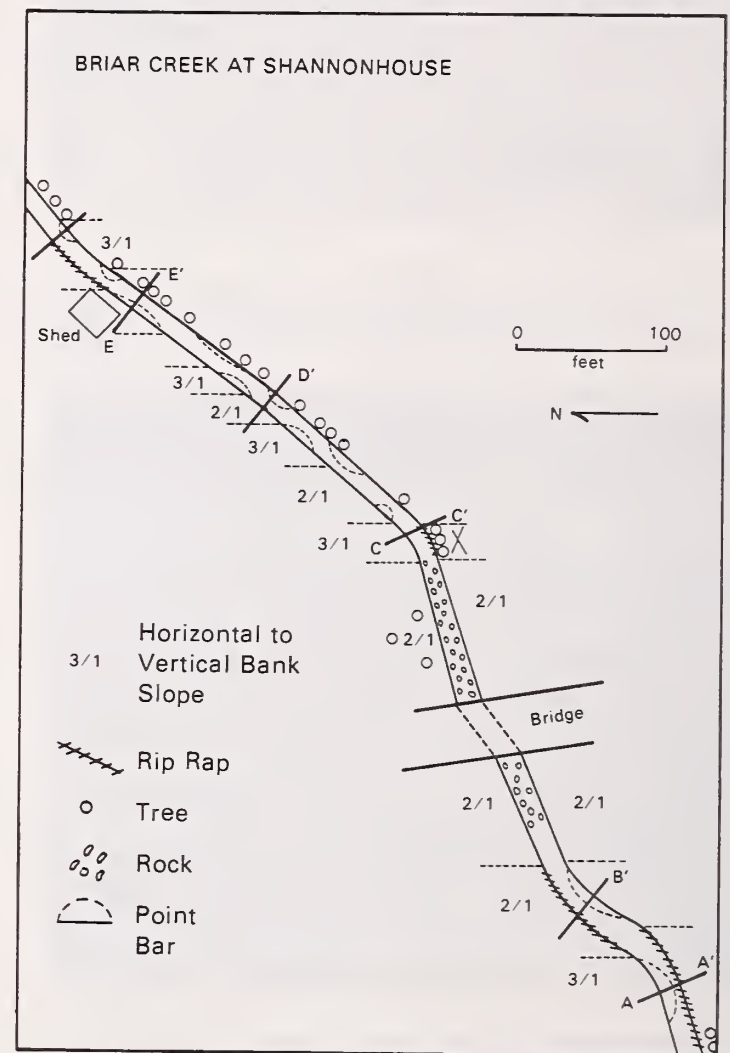 BRIAR CREEK AT SHANNONHOUSE
3/1
E'
Shed
E
0 100
feet
N
D'
3/1
2/1
3/1
2/1
C'
3/1
C
2/1
2/1
Horizontal to
3/1 Vertical Bank
Slope
Bridge
Rip Rap
2/1 2/1
Tree
Rock
B'
2/1
Point
Bar
A'
3/1
A